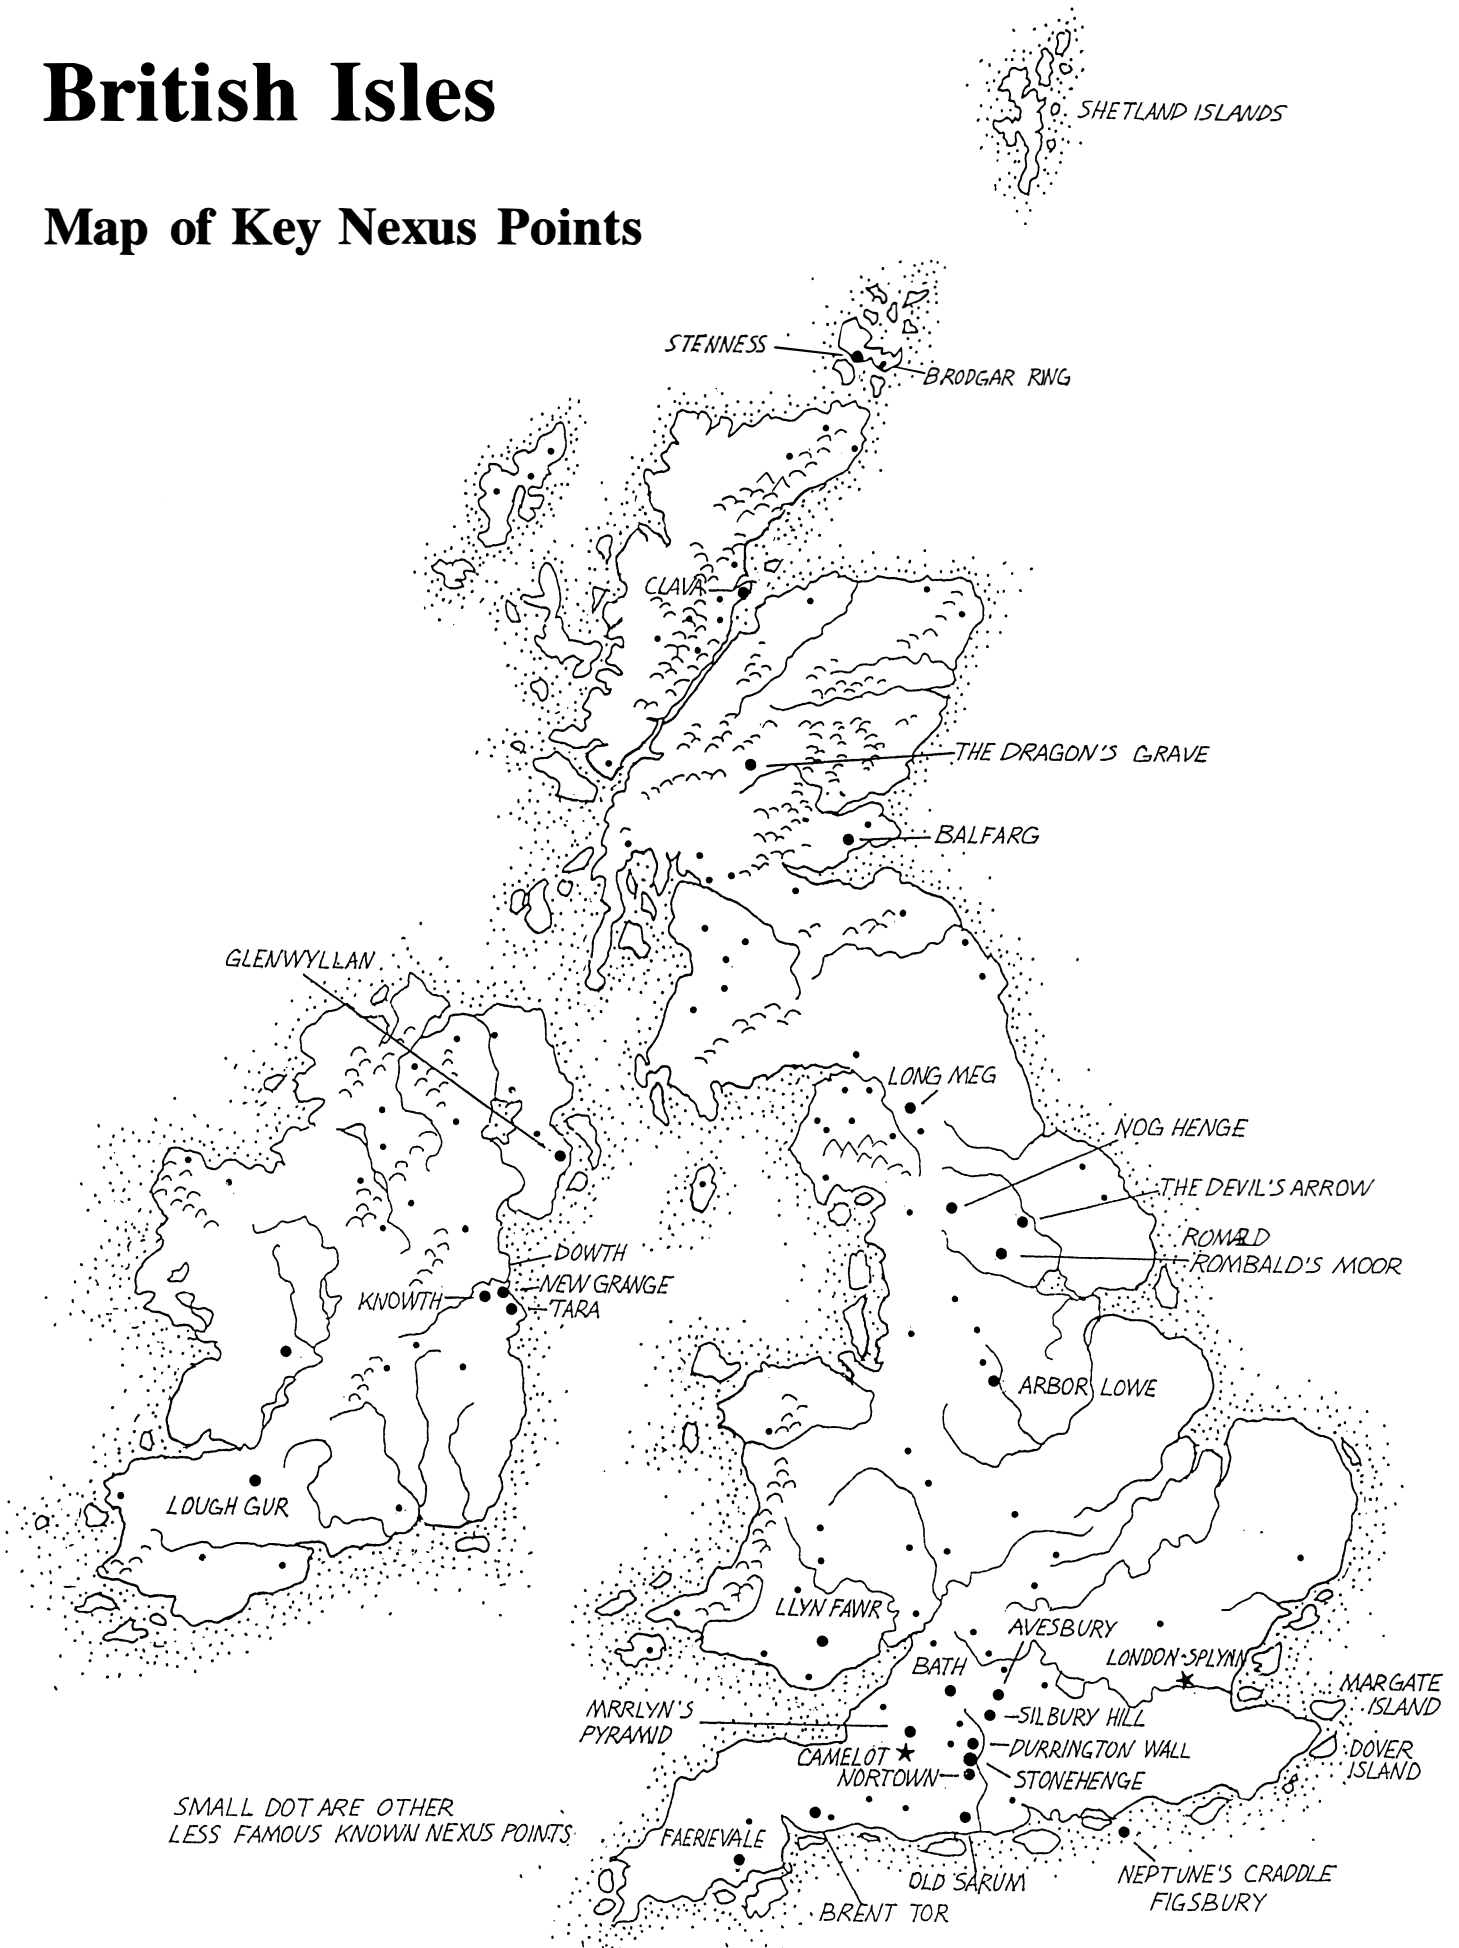 British Isles
SHETLAND ISLANDS
Map of Key Nexus Points
STENNESS
BRODGAR RING
CLAVA
THE DRAGON'S GRAVE
BALFARG
GLENWYLLAN
LONG MEG
NOG HENGE
THE DEVIL'S ARROW
ROMALD
ROMBALD'S MOOR
DOWTH
NEW GRANGE
KNOWTH
TARA
ARBOR LOWE
LOUGH GUR
LLYN FAWR
AVESBURY
LONDON-SPLYNN
BATH
MARGATE
ISLAND
MRRLYN'S
PYRAMID
SILBURY HILL
CAMELOT
DURRINGTON WALL
DOVER
ISLAND
NORTOWN
STONEHENGE
SMALL DOT ARE OTHER
LESS FAMOUS KNOWN NEXUS POINTS
FAERIEVALE
OLD SARUM
NEPTUNE'S CRADDLE
FIGSBURY
BRENT TOR